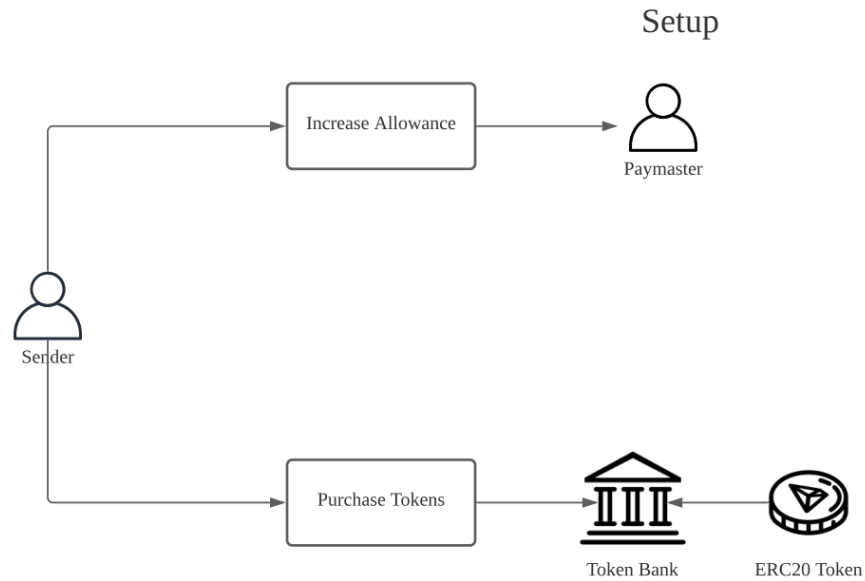 Setup
Increase Allowance
Paymaster
Sender
Purchase Tokens
Token Bank
ERC20 Token